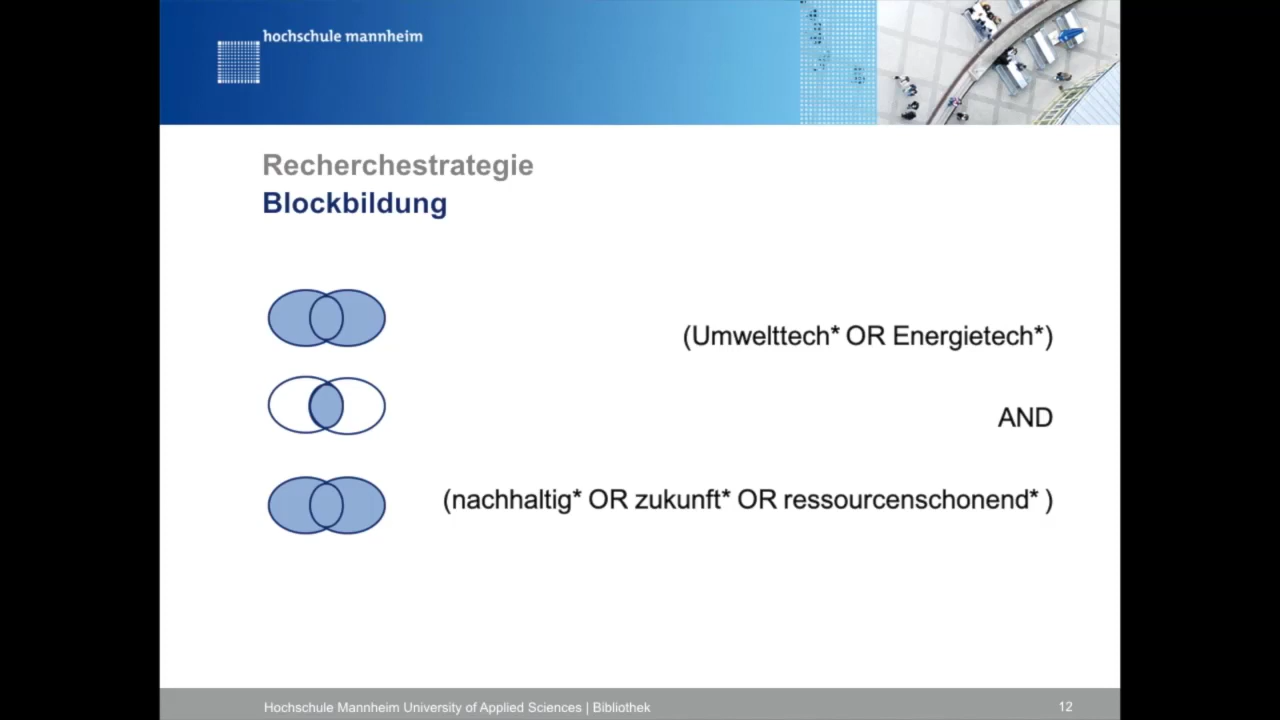 hochschule mannheim
Recherchestrategie
Blockbildung
(Umwelttech* OR Energietech*)
AND
(nachhaltig* OR zukunft* OR ressourcenschonend* )
Hochschule Mannheim University of Applied Sciences | Bibliothek
12